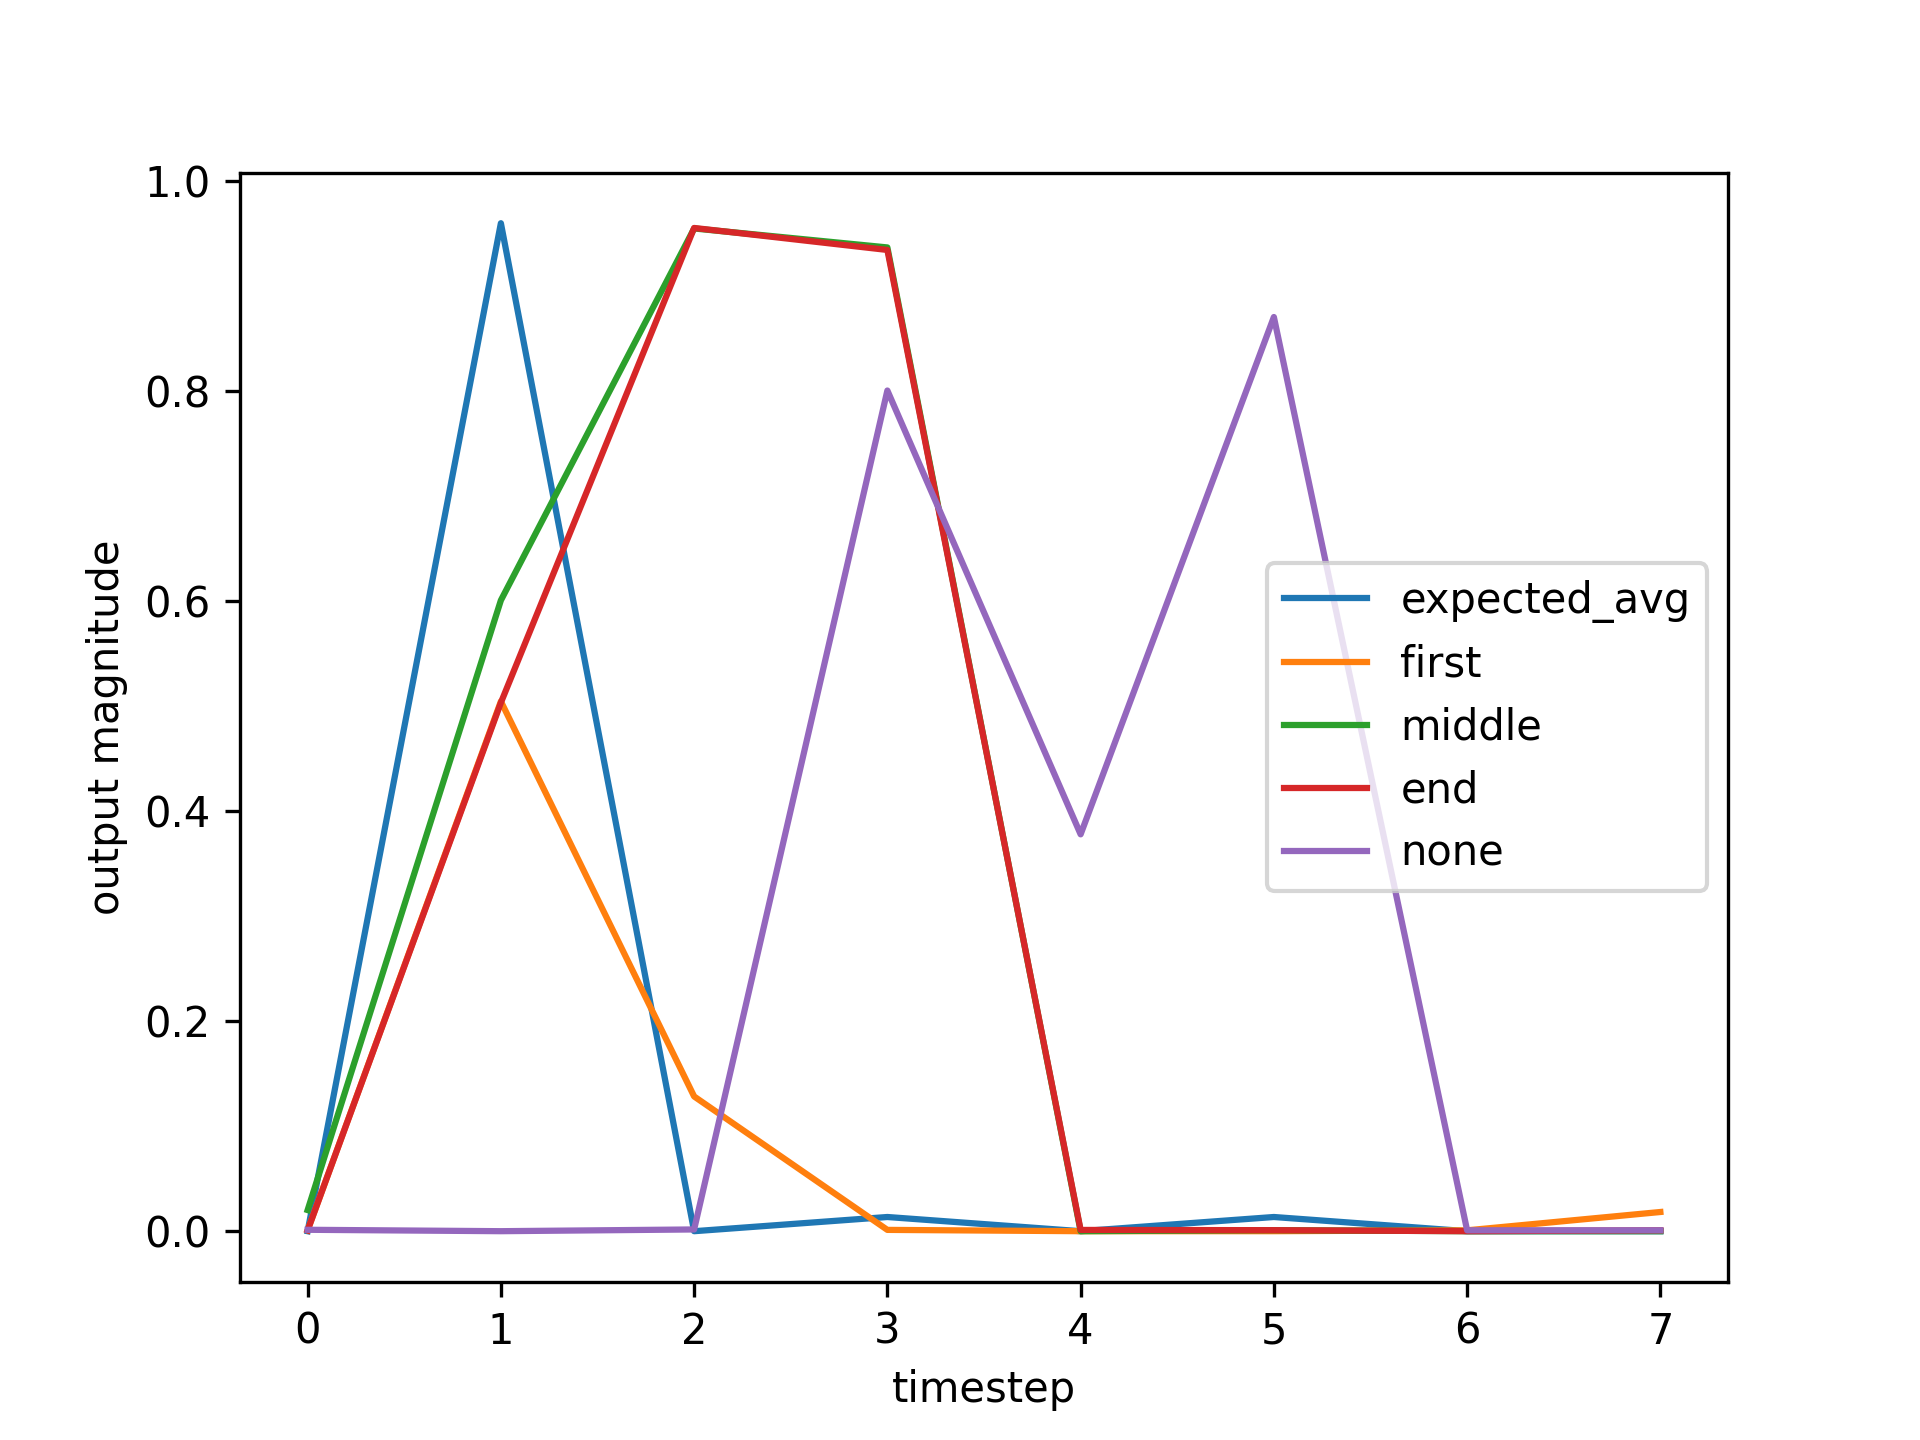 1.0
0.8
0.6
0.4
0.2
0.0
output magnitude
expected_avg
first
middle
end
none
0 1 2 3 4 5 6 7
timestep